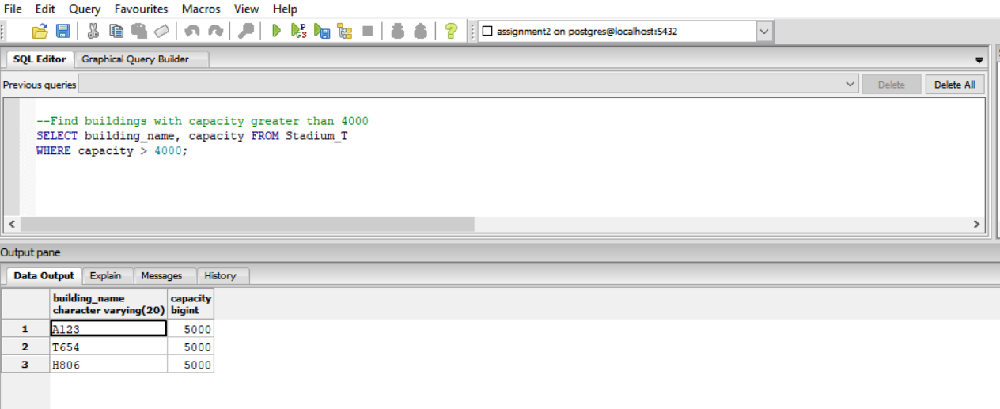 File Edit Query Favourites Macros View Help
assignment2 on postgres@localhost:5432
SQL Editor Graphical Query Builder
Previous queries Delete Delete All
--Find buildings with capacity greater than 4000
SELECT building_name, capacity FROM Stadium_T
WHERE capacity > 4000;
Output pane
Data Output Explain Messages History
building_name capacity
character varying(20) bigint
1 A123 5000
2 T654 5000
3 H806 5000